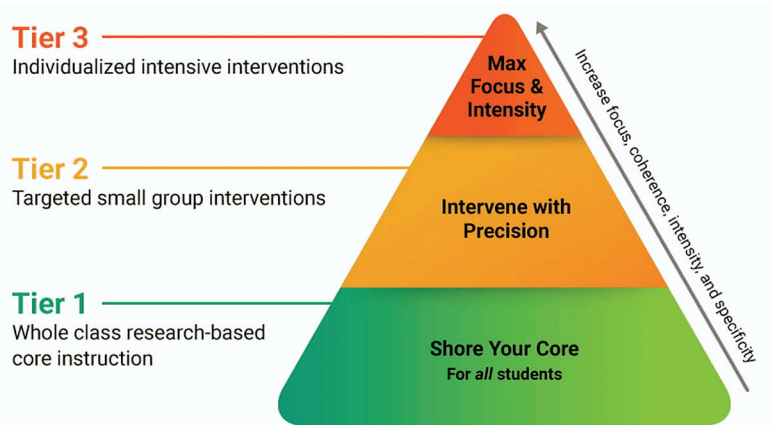 Tier 3
Individualized intensive interventions
Max
Focus &
Intensity
Tier 2
Targeted small group interventions
Intervene with
Precision
Tier 1
Whole class research-based
core instruction
Shore Your Core
For all students
Increase focus, coherence, intensity, and specificity